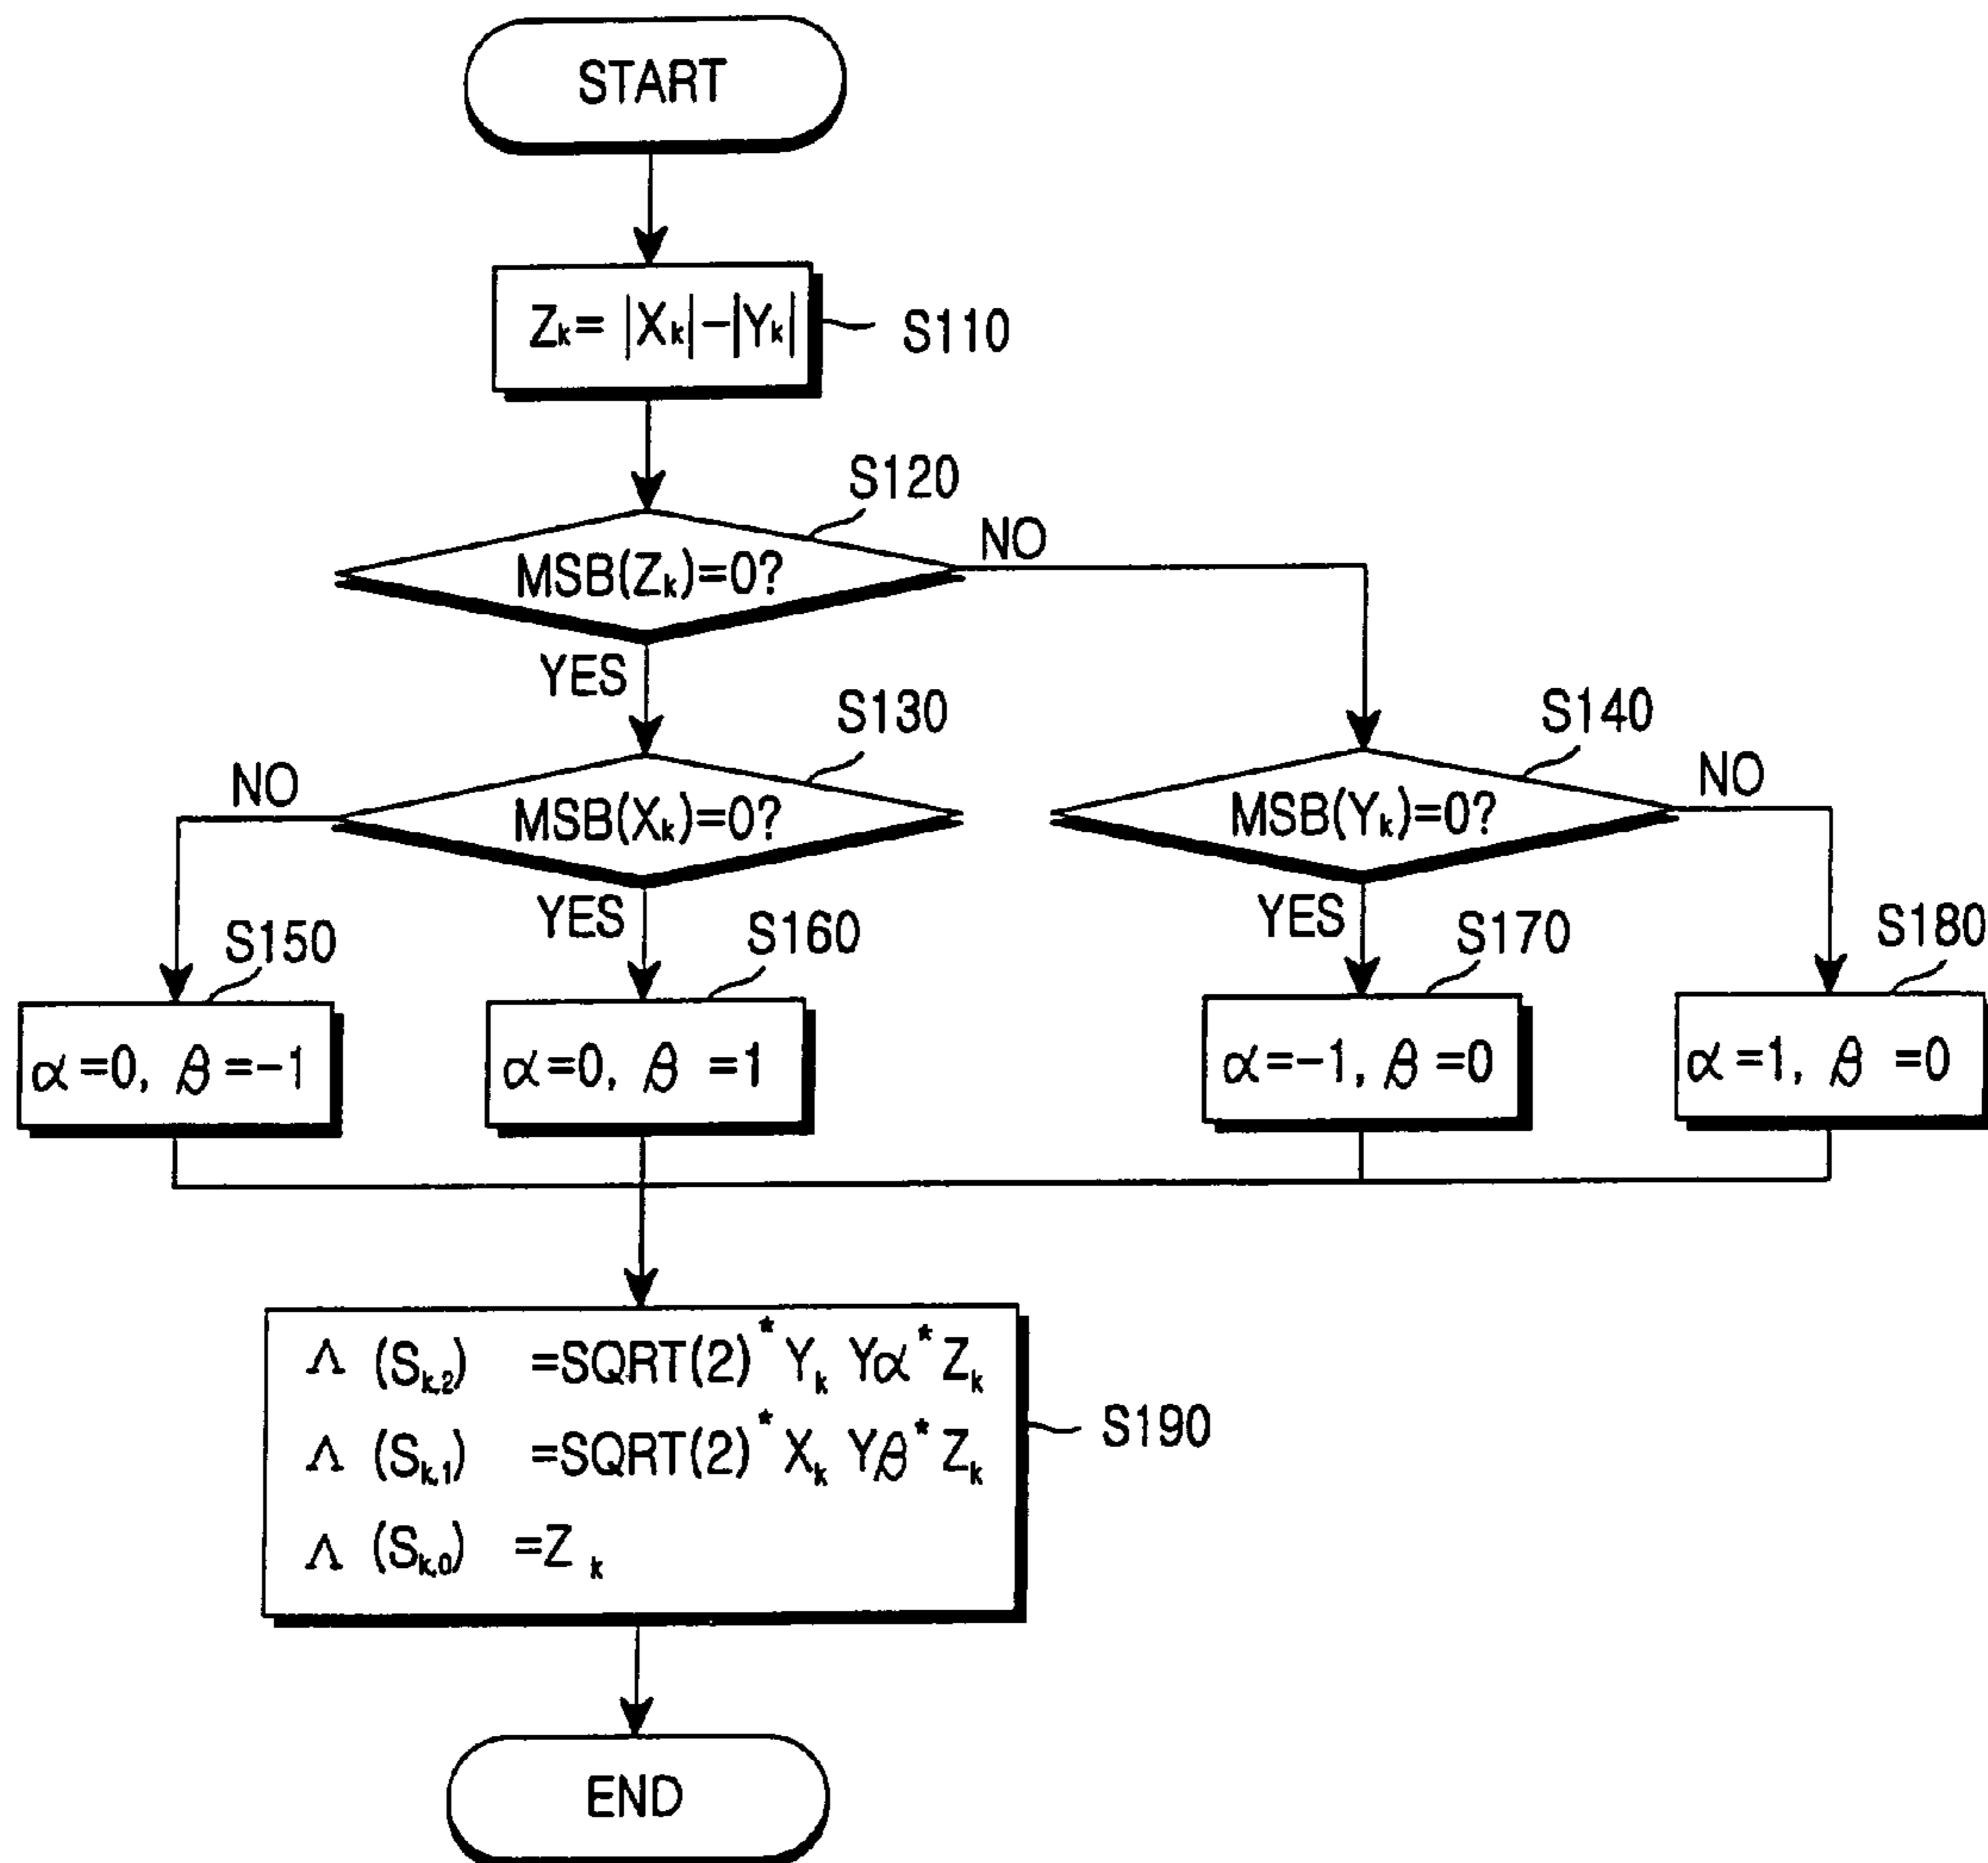 START
Zk= |Xk|-|Yk|
S110
S120
MSB(Zk)=0?
NO
YES
S130
S140
NO
MSB(Xk)=0?
MSB(Yk)=0?
NO
YES
YES
S150
S160
S170
S180
α=0, β=-1
α=0, β =1
α=-1, β =0
α=1, β =0
Λ (Sk,2) =SQRT(2)*Yk Yα*Zk
Λ (Sk,1) =SQRT(2)*Xk Yβ*Zk
Λ (Sk,0) =Zk
S190
END